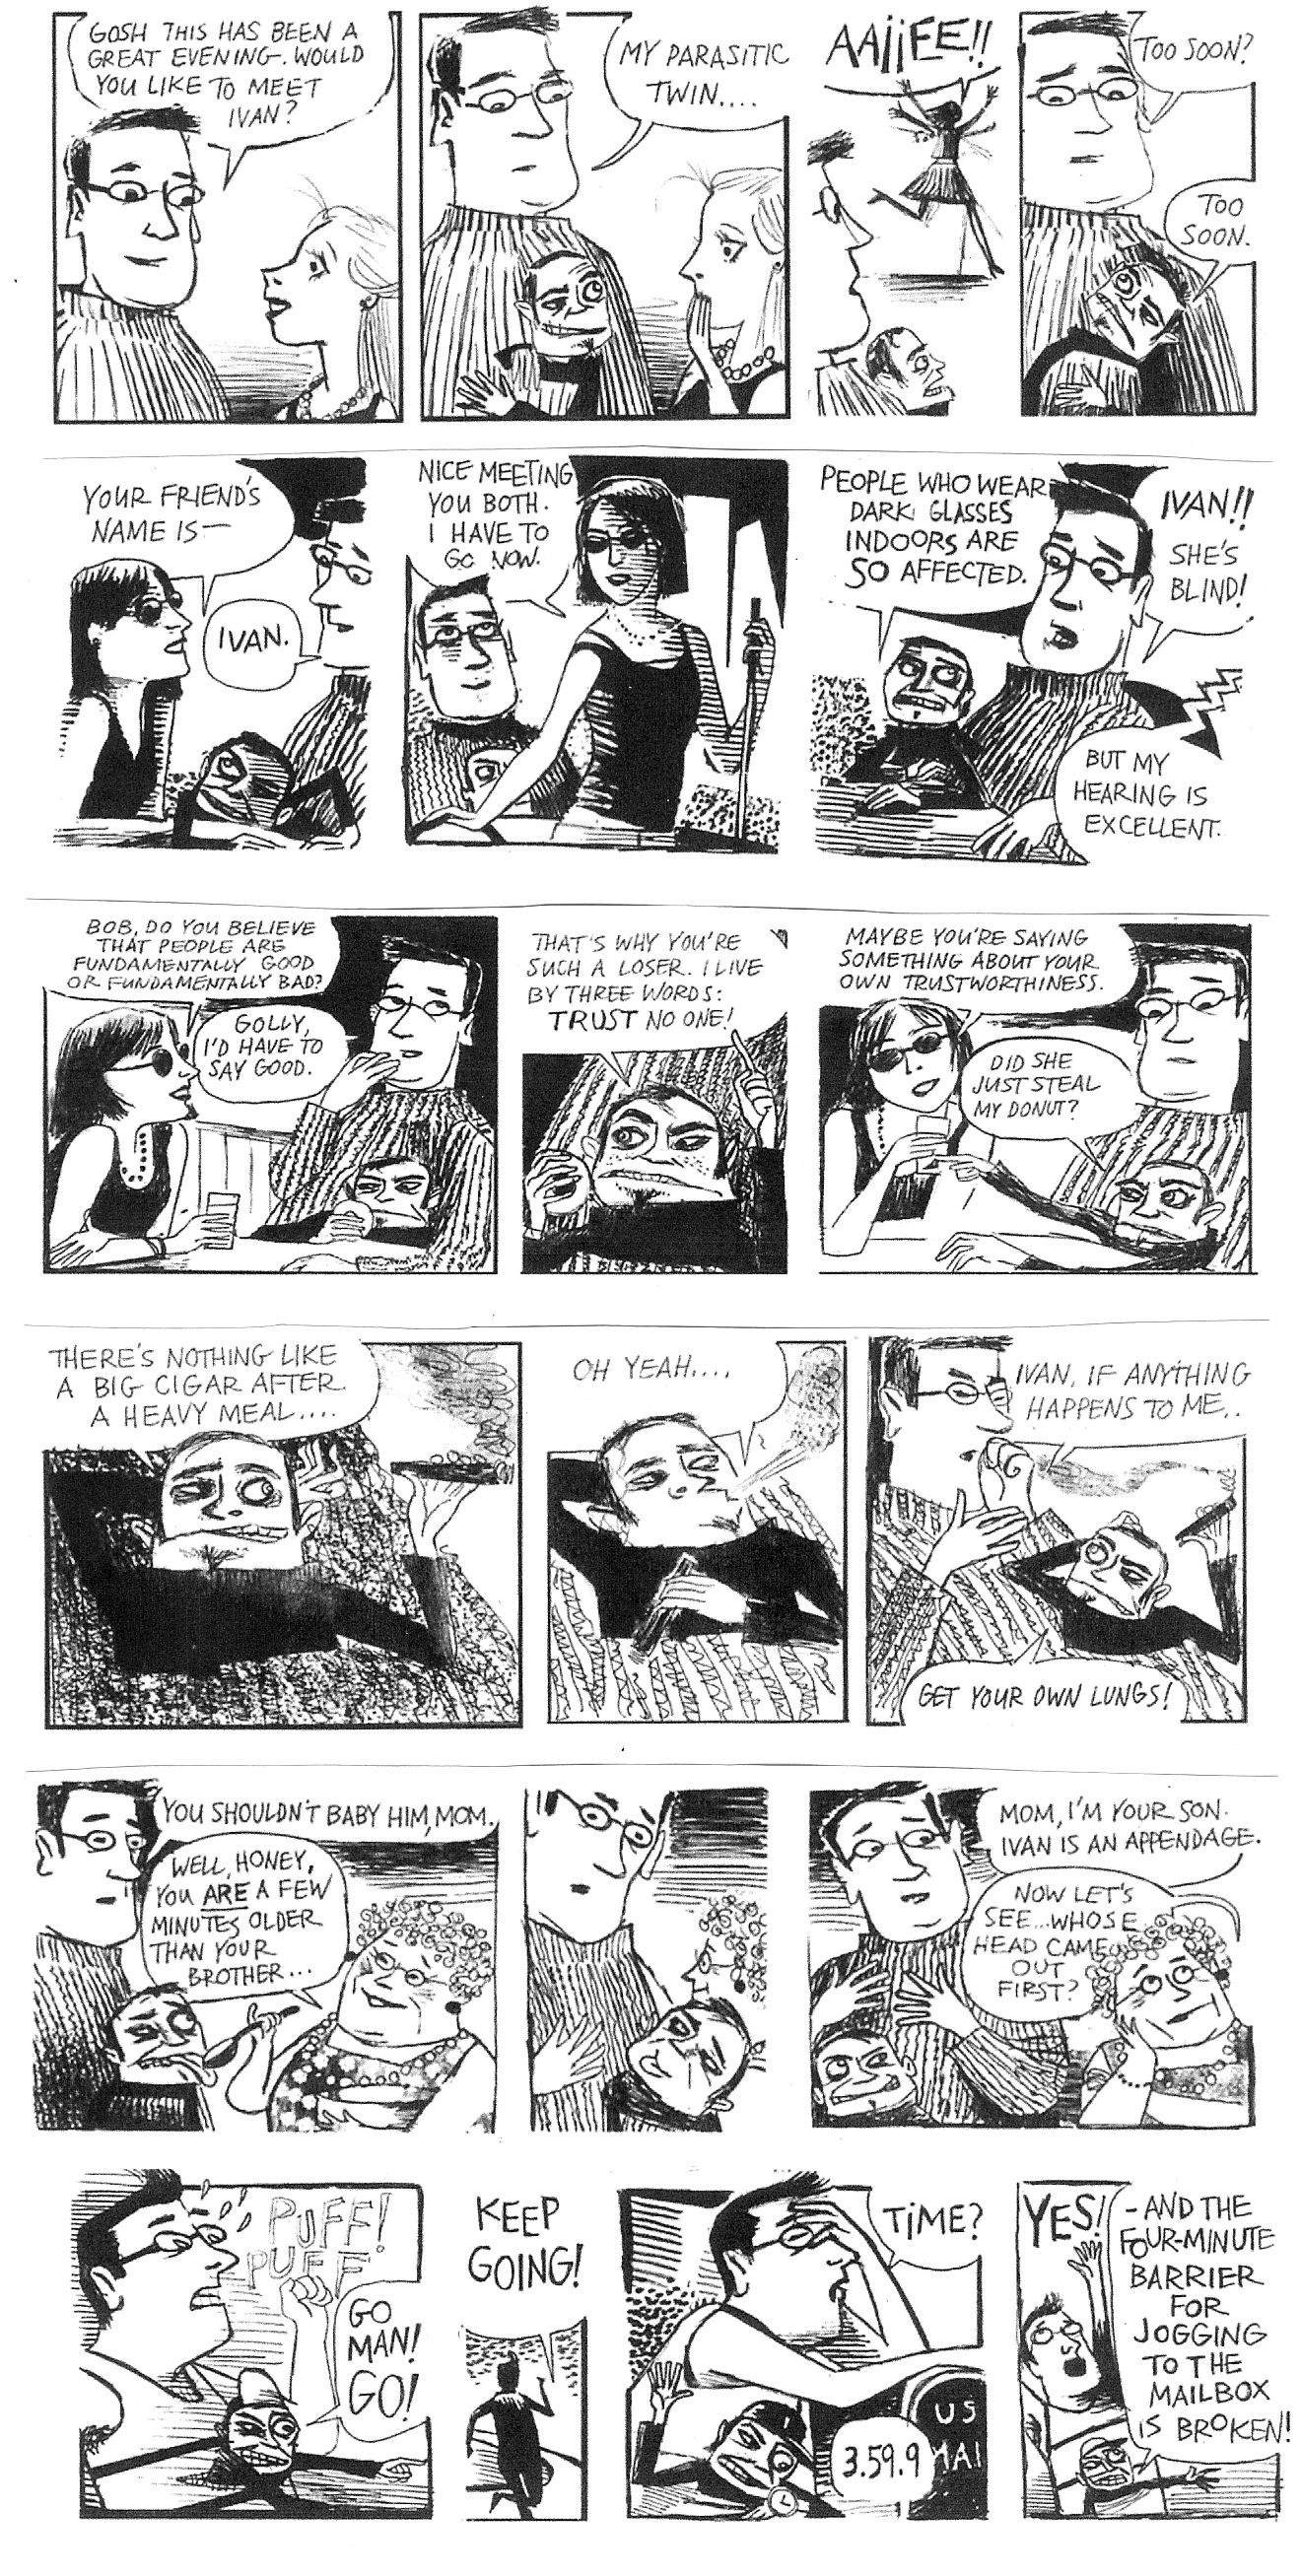 GOSH THIS HAS BEEN A
GREAT EVENING. WOULD
YOU LIKE TO MEET
IVAN?
MY PARASITIC
TWIN....
AAIIEE!!
TOO SOON?
TOO
SOON.
YOUR FRIEND'S
NAME IS—
IVAN.
NICE MEETING
YOU BOTH.
I HAVE TO
GO NOW.
PEOPLE WHO WEAR
DARK GLASSES
INDOORS ARE
SO AFFECTED.
IVAN!!
SHE'S
BLIND!
BUT MY
HEARING IS
EXCELLENT.
BOB, DO YOU BELIEVE
THAT PEOPLE ARE
FUNDAMENTALLY GOOD
OR FUNDAMENTALLY BAD?
GOLLY,
I'D HAVE TO
SAY GOOD.
THAT'S WHY YOU'RE
SUCH A LOSER. I LIVE
BY THREE WORDS:
TRUST NO ONE!
MAYBE YOU'RE SAYING
SOMETHING ABOUT YOUR
OWN TRUSTWORTHINESS.
DID SHE
JUST STEAL
MY DONUT?
THERE'S NOTHING LIKE
A BIG CIGAR AFTER
A HEAVY MEAL....
OH YEAH....
IVAN, IF ANYTHING
HAPPENS TO ME..
GET YOUR OWN LUNGS!
YOU SHOULDN'T BABY HIM, MOM.
WELL, HONEY,
YOU ARE A FEW
MINUTES OLDER
THAN YOUR
BROTHER...
MOM, I'M YOUR SON.
IVAN IS AN APPENDAGE.
NOW LET'S
SEE...WHOSE
HEAD CAME
OUT
FIRST?
PUFF!
PUFF
GO
MAN!
GO!
KEEP
GOING!
TIME?
US
MAI
3.59.9
YES!
- AND THE
FOUR-MINUTE
BARRIER
FOR
JOGGING
TO THE
MAILBOX
IS BROKEN!